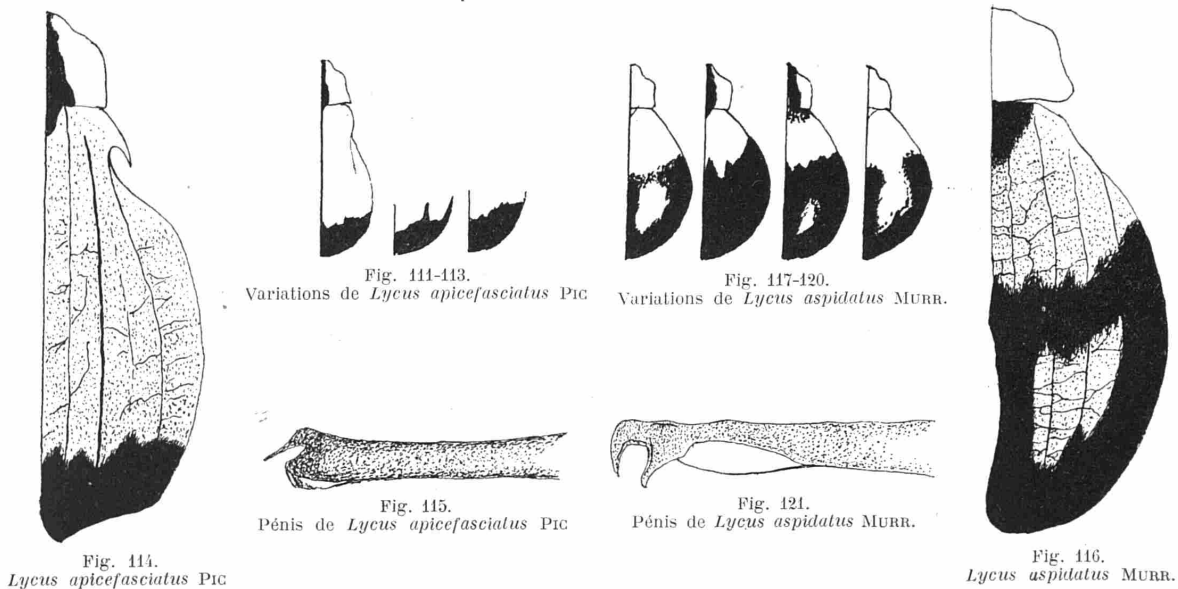 Fig. 111-113.
Variations de Lycus apicefasciatus PIC
Fig. 117-120.
Variations de Lycus aspidatus MURR.
Fig. 115.
Pénis de Lycus apicefasciatus PIC
Fig. 121.
Pénis de Lycus aspidatus MURR.
Fig. 114.
Lycus apicefasciatus PIC
Fig. 116.
Lycus aspidatus MURR.